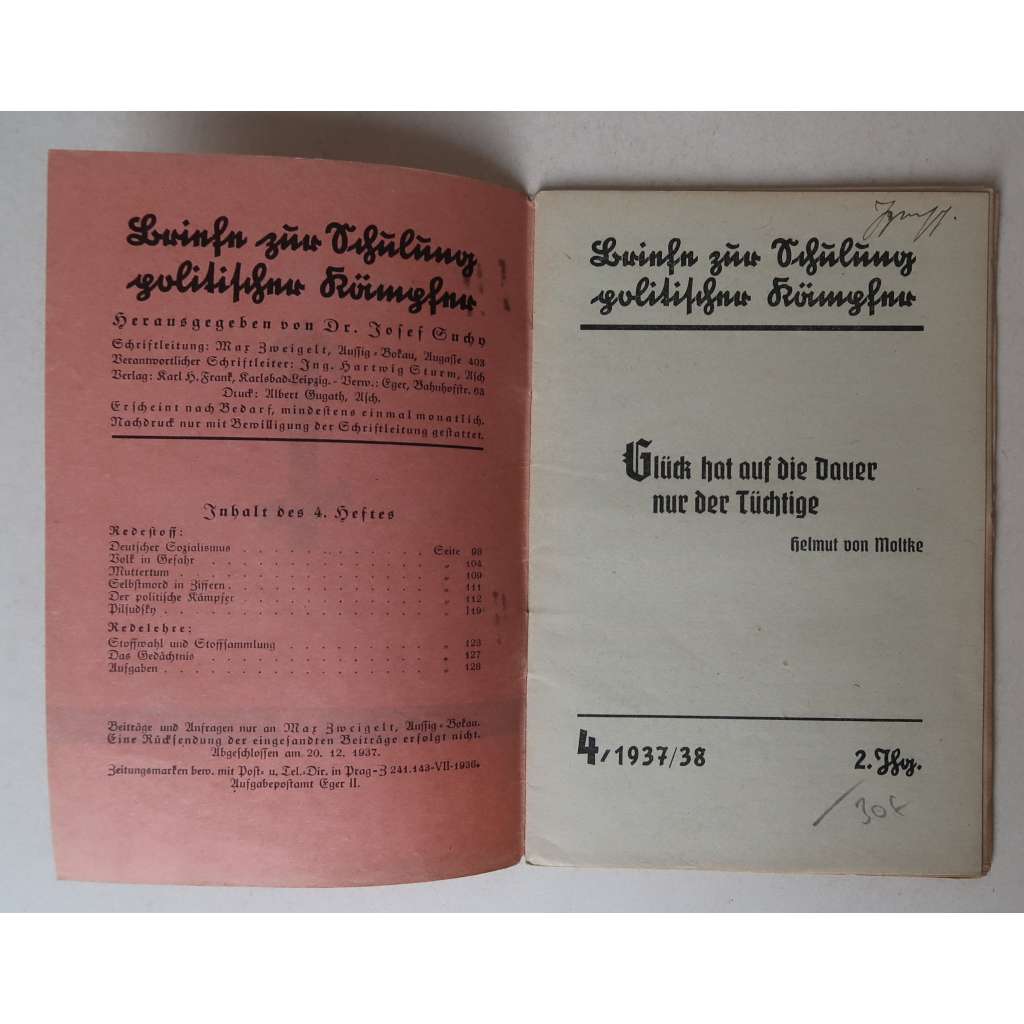 Briefe zur Schulung
politischer Kämpfer
Herausgegeben von Dr. Josef Suchy
Schriftleitung: Max Zweigelt, Aussig-Bokau, Augasse 403
Verantwortlicher Schriftleiter: Ing. Hartwig Sturm, Asch
Verlag: Karl H. Frank, Karlsbad-Leipzig. - Verw.: Eger, Bahnhofstr. 63
Druck: Albert Gugath, Asch.
Erscheint nach Bedarf, mindestens einmal monatlich.
Nachdruck nur mit Bewilligung der Schriftleitung gestattet.
Inhalt des 4. Heftes
Redestoff:
Deutscher Sozialismus . . . . . . . . . . Seite 98
Volk in Gefahr . . . . . . . . . . . . „ 104
Muttertum . . . . . . . . . . . . . „ 109
Selbstmord in Ziffern . . . . . . . . . . „ 111
Der politische Kämpfer . . . . . . . . . . „ 112
Pilsudsky . . . . . . . . . . . . . „ 119
Redelehre:
Stoffwahl und Stoffsammlung . . . . . . . . „ 123
Das Gedächtnis . . . . . . . . . . . . „ 127
Aufgaben . . . . . . . . . . . . . „ 128
Beiträge und Anfragen nur an Max Zweigelt, Aussig-Bokau.
Eine Rücksendung der eingesandten Beiträge erfolgt nicht.
Abgeschlossen am 20. 12. 1937.
Zeitungsmarken bew. mit Post- u. Tel.-Dir. in Prag-Z 241.143-VII-1936.
Aufgabepostamt Eger II.
Briefe zur Schulung
politischer Kämpfer
Glück hat auf die Dauer
nur der Tüchtige
Helmut von Moltke
4/1937/38 2. Jhg.